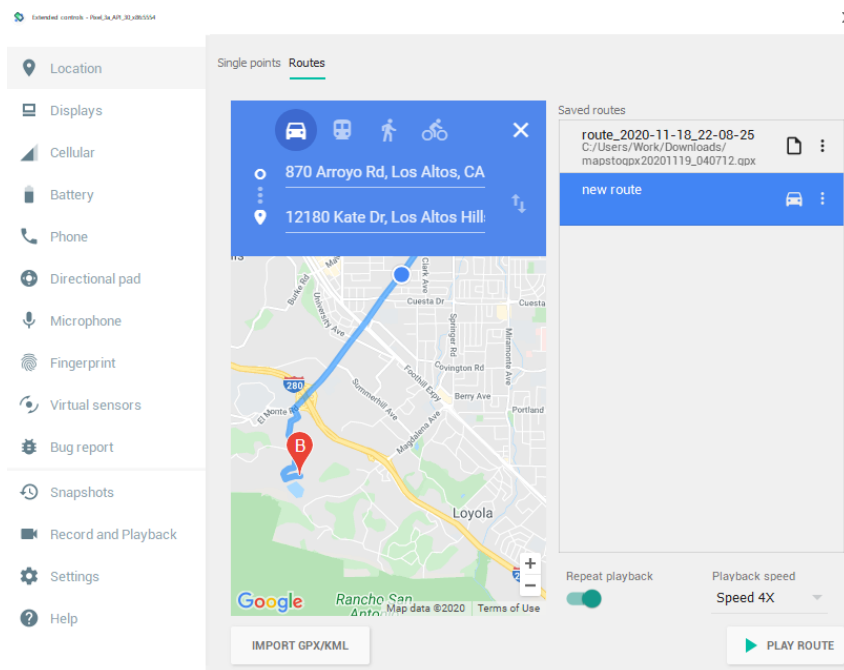 Extended controls - Pixel_3a_API_30_x86:5554
Location
Displays
Cellular
Battery
Phone
Directional pad
Microphone
Fingerprint
Virtual sensors
Bug report
Snapshots
Record and Playback
Settings
Help
Single points
Routes
870 Arroyo Rd, Los Altos, CA
12180 Kate Dr, Los Altos Hill
Burke Rd
University Ave
Clark Ave
Cuesta Dr
Cuesta
Springer Rd
Miramonte Ave
Covington Rd
Foothill Expy
Berry Ave
Portland
Summerhill Ave
Magdalena Ave
280
El Monte Rd
B
Loyola
+
−
Google
Rancho San
Map data ©2020
Terms of Use
IMPORT GPX/KML
Saved routes
route_2020-11-18_22-08-25
C:/Users/Work/Downloads/
mapstogpx20201119_040712.gpx
new route
Repeat playback
Playback speed
Speed 4X
PLAY ROUTE